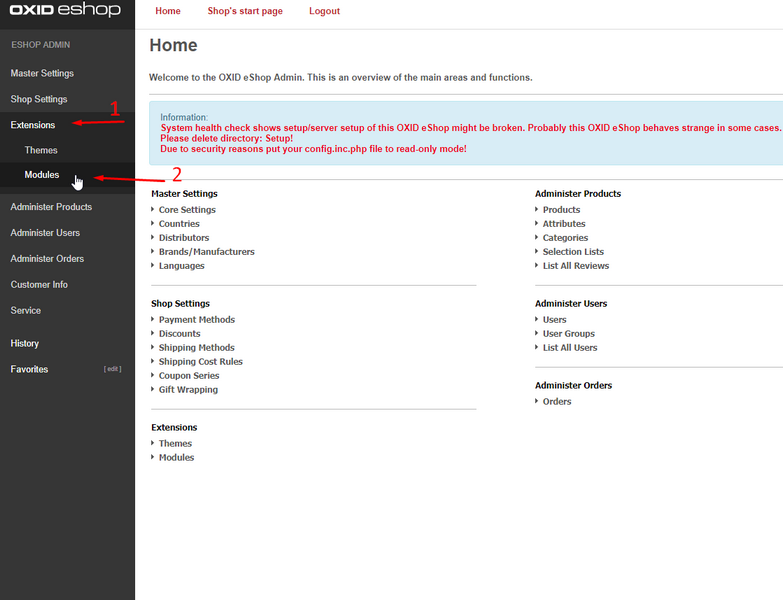 OXID eshop
Home Shop's start page Logout
ESHOP ADMIN
Master Settings
Shop Settings
1
Extensions
Themes
Modules
2
Administer Products
Administer Users
Administer Orders
Customer Info
Service
History
Favorites [ edit ]
Home
Welcome to the OXID eShop Admin. This is an overview of the main areas and functions.
Information:
System health check shows setup/server setup of this OXID eShop might be broken. Probably this OXID eShop behaves strange in some cases.
Please delete directory: Setup!
Due to security reasons put your config.inc.php file to read-only mode!
Master Settings
Core Settings
Countries
Distributors
Brands/Manufacturers
Languages
Shop Settings
Payment Methods
Discounts
Shipping Methods
Shipping Cost Rules
Coupon Series
Gift Wrapping
Extensions
Themes
Modules
Administer Products
Products
Attributes
Categories
Selection Lists
List All Reviews
Administer Users
Users
User Groups
List All Users
Administer Orders
Orders